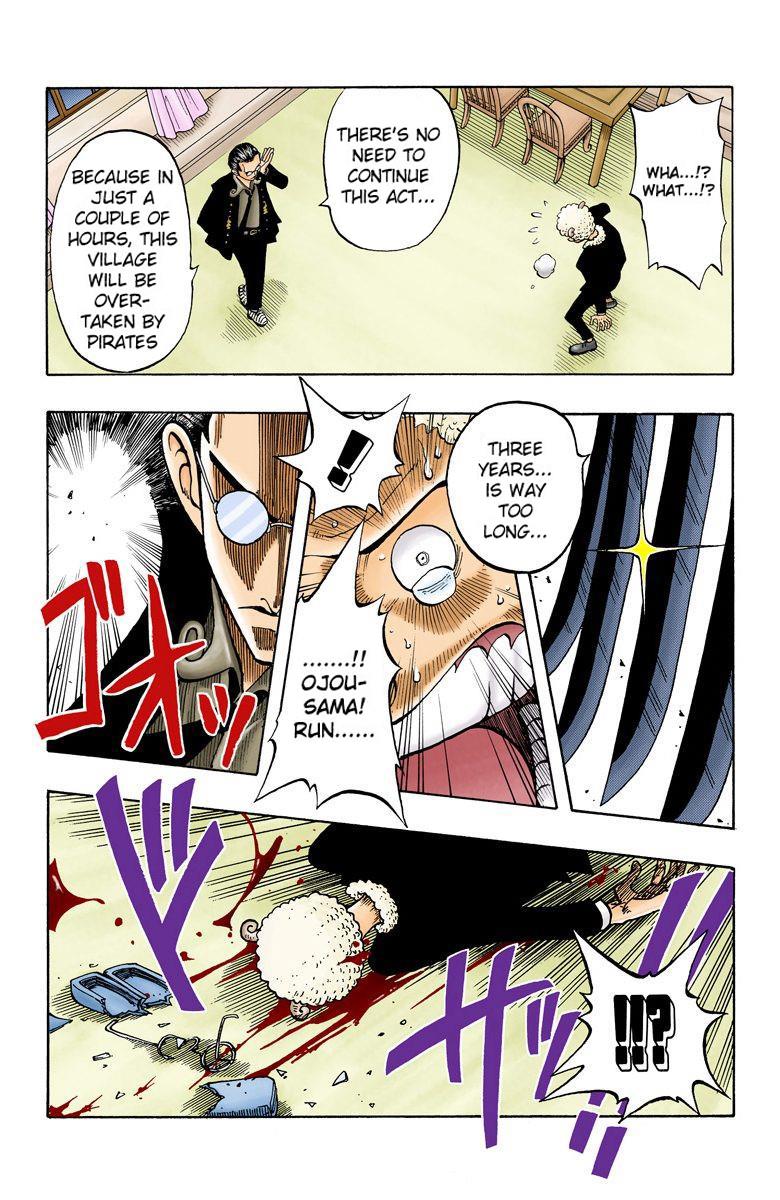 WHA...!?
WHAT...!?
THERE'S NO
NEED TO
CONTINUE
THIS ACT...
BECAUSE IN
JUST A
COUPLE OF
HOURS, THIS
VILLAGE
WILL BE
OVER-
TAKEN BY
PIRATES
THREE
YEARS...
IS WAY
TOO
LONG...
!
.......!!
OJOU-
SAMA!
RUN......
ゴオッ
ドザッ!!
!!?